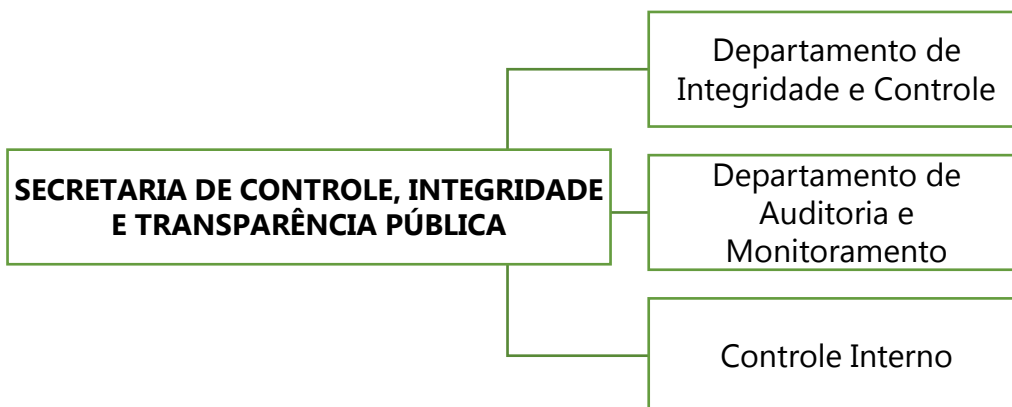 Departamento de
Integridade e Controle
SECRETARIA DE CONTROLE, INTEGRIDADE
E TRANSPARÊNCIA PÚBLICA
Departamento de
Auditoria e
Monitoramento
Controle Interno